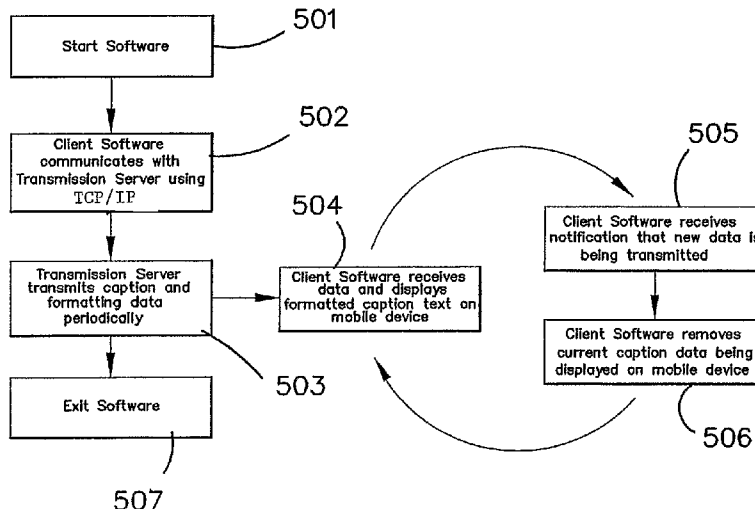 501
Start Software
502
Client Software
communicates with
Transmission Server using
TCP/IP
503
Transmission Server
transmits caption and
formatting data
periodically
504
Client Software receives
data and displays
formatted caption text on
mobile device
505
Client Software receives
notification that new data is
being transmitted
506
Client Software removes
current caption data being
displayed on mobile device
507
Exit Software